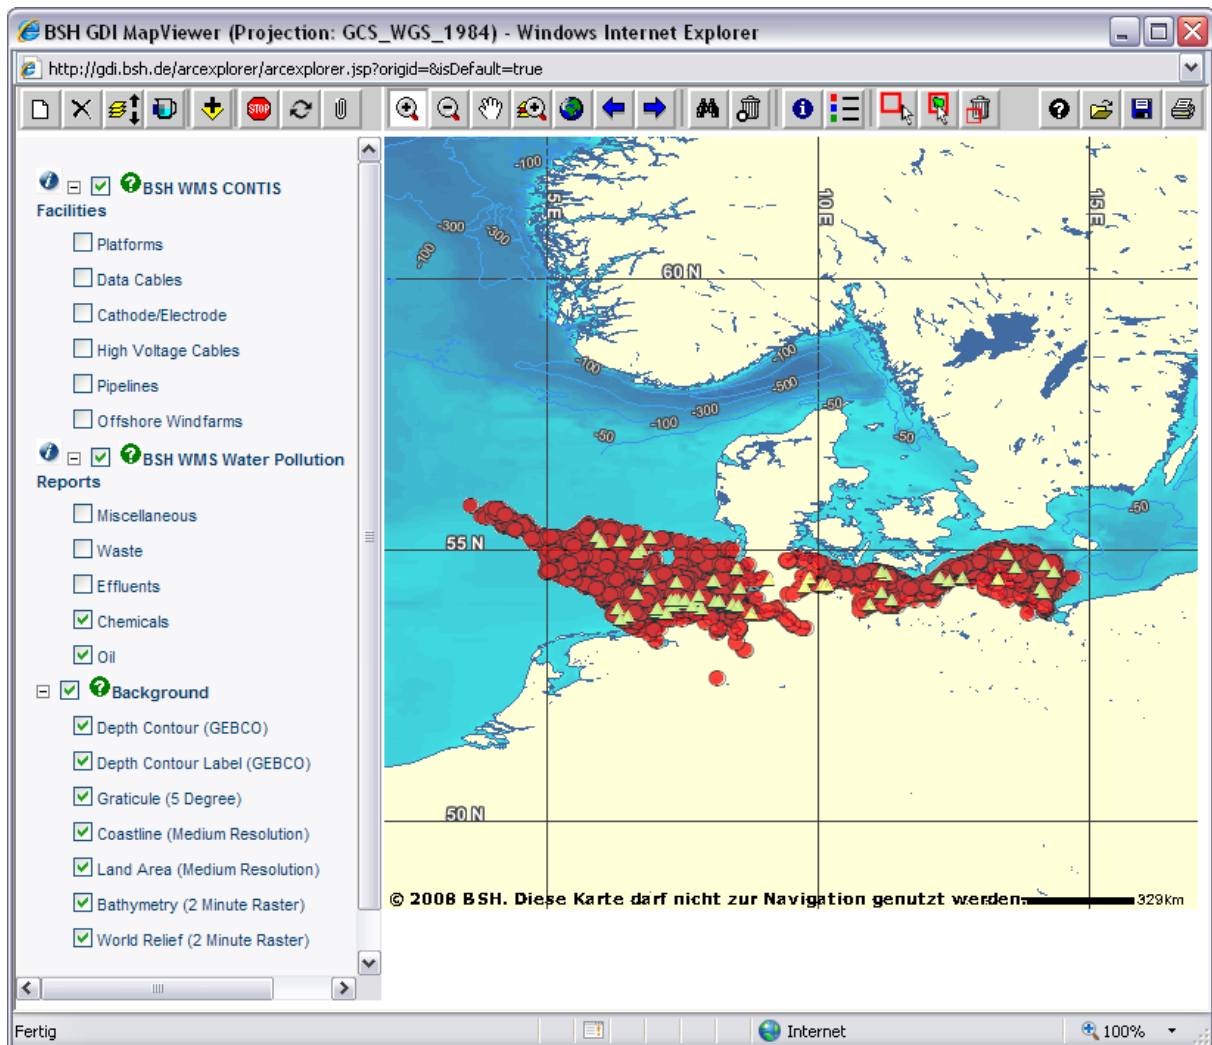 BSH GDI MapViewer (Projection: GCS_WGS_1984) - Windows Internet Explorer
http://gdi.bsh.de/arcexplorer/arcexplorer.jsp?origid=&isDefault=true
STOP
BSH WMS CONTIS
Facilities
Platforms
Data Cables
Cathode/Electrode
High Voltage Cables
Pipelines
Offshore Windfarms
BSH WMS Water Pollution
Reports
Miscellaneous
Waste
Effluents
Chemicals
Oil
Background
Depth Contour (GEBCO)
Depth Contour Label (GEBCO)
Graticule (5 Degree)
Coastline (Medium Resolution)
Land Area (Medium Resolution)
Bathymetry (2 Minute Raster)
World Relief (2 Minute Raster)
-100
5 E
10 E
15 E
-300
-300
-100
60 N
-100
-100
-500
-300
-50
-100
-50
-50
-50
55 N
50 N
© 2008 BSH. Diese Karte darf nicht zur Navigation genutzt werden.
329km
Fertig
Internet
100%